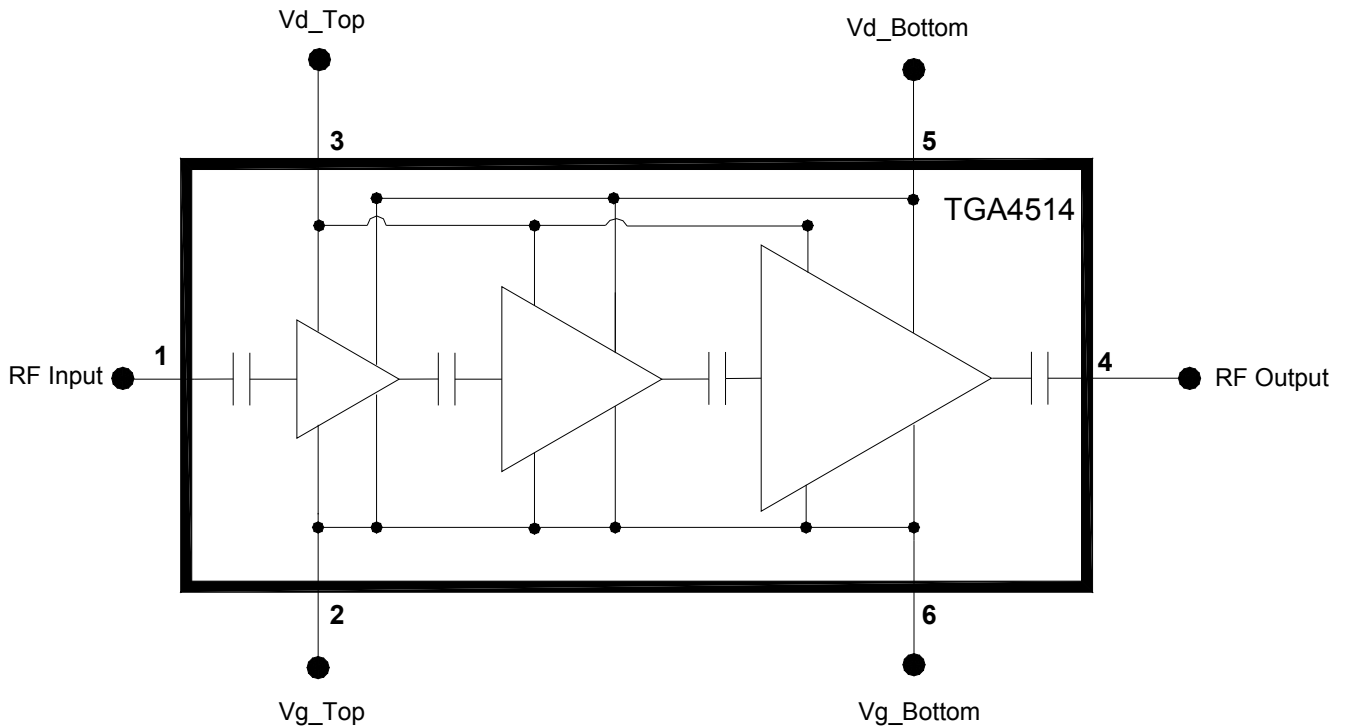 Vd_Top
Vd_Bottom
3
5
TGA4514
1
4
RF Input
RF Output
2
6
Vg_Top
Vg_Bottom